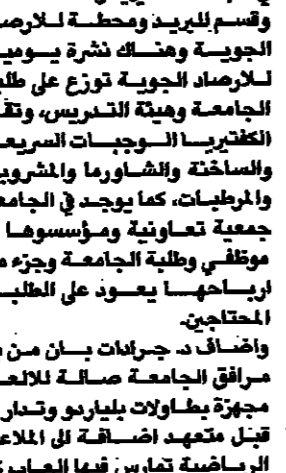 وقسم للبريد ومحطة للارصاد
الجوية وهناك نشرة يومية
للارصاد الجوية توزع على طلبة
الجامعة وهيئة التدريس، وتقدم
الكفتيريا الوجبات السريعة
والساخنة والشاورما والمشروبات
والمرطبات، كما يوجد في الجامعة
جمعية تعاونية ومؤسسوها
موظفي وطلبة الجامعة وجزء من
ارباحها يعود على الطلبة
المحتاجين.
واضاف د. جرادات بان من
مرافق الجامعة صالة للالعاب
مجهزة بطاولات بلياردو وتدار
قبل متعهد اضافة الى الملاعب
الرياضية تمارس فيها